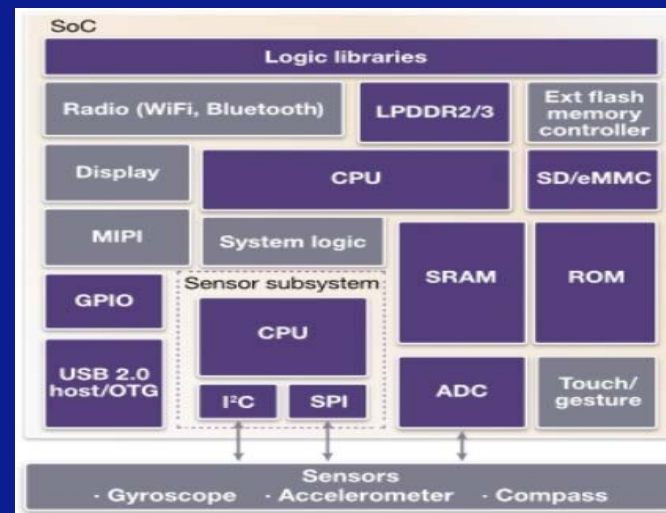 SoC
Logic libraries
Radio (WiFi, Bluetooth)
LPDDR2/3
Ext flash
memory
controller
Display
CPU
SD/eMMC
MIPI
System logic
SRAM
ROM
GPIO
Sensor subsystem
CPU
USB 2.0
host/OTG
I²C
SPI
ADC
Touch/
gesture
Sensors
· Gyroscope · Accelerometer · Compass